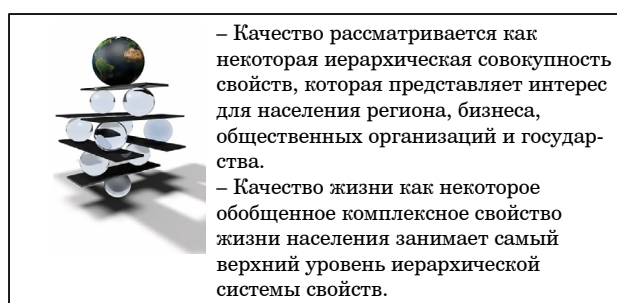 – Качество рассматривается как
некоторая иерархическая совокупность
свойств, которая представляет интерес
для населения региона, бизнеса,
общественных организаций и государ-
ства.
– Качество жизни как некоторое
обобщенное комплексное свойство
жизни населения занимает самый
верхний уровень иерархической
системы свойств.